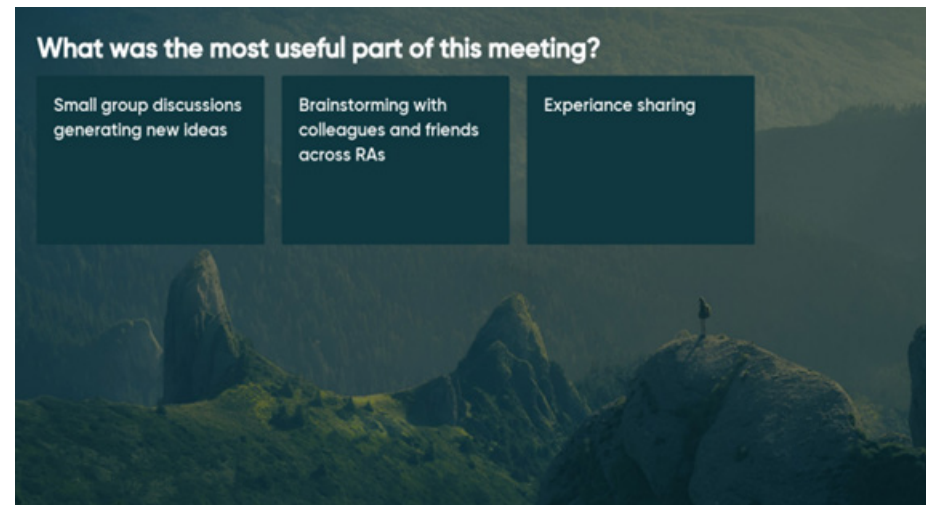 What was the most useful part of this meeting?
Small group discussions
generating new ideas
Brainstorming with
colleagues and friends
across RAs
Experiance sharing